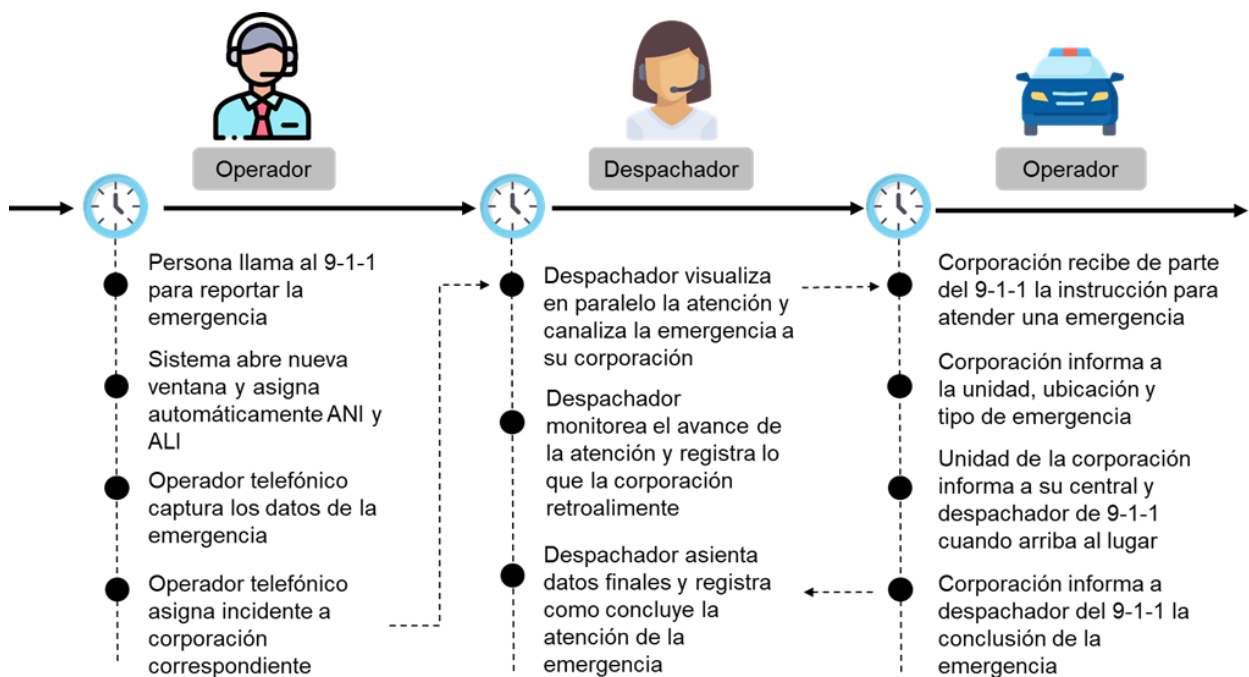 Operador
Persona llama al 9-1-1
para reportar la
emergencia
Sistema abre nueva
ventana y asigna
automáticamente ANI y
ALI
Operador telefónico
captura los datos de la
emergencia
Operador telefónico
asigna incidente a
corporación
correspondiente
Despachador
Despachador visualiza
en paralelo la atención y
canaliza la emergencia a
su corporación
Despachador
monitorea el avance de
la atención y registra lo
que la corporación
retroalimente
Despachador asienta
datos finales y registra
como concluye la
atención de la
emergencia
Operador
Corporación recibe de parte
del 9-1-1 la instrucción para
atender una emergencia
Corporación informa a
la unidad, ubicación y
tipo de emergencia
Unidad de la corporación
informa a su central y
despachador de 9-1-1
cuando arriba al lugar
Corporación informa a
despachador del 9-1-1 la
conclusión de la
emergencia